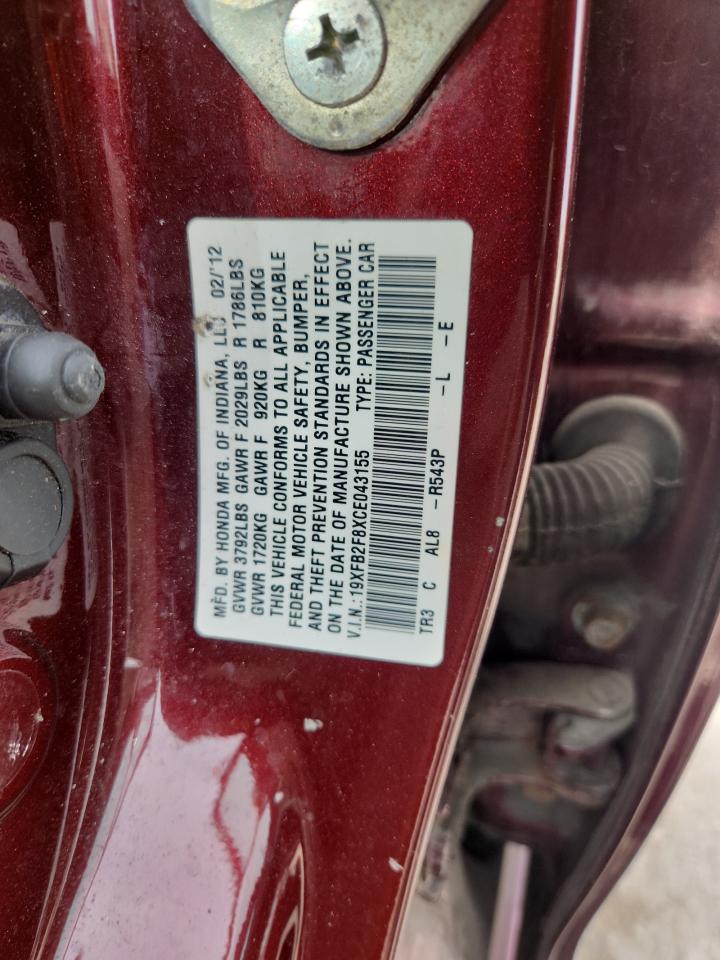 MFD. BY HONDA MFG. OF INDIANA, LLC 02/'12
GVWR 3792LBS GAWR F 2029LBS R 1786LBS
GVWR 1720KG GAWR F 920KG R 810KG
THIS VEHICLE CONFORMS TO ALL APPLICABLE
FEDERAL MOTOR VEHICLE SAFETY, BUMPER,
AND THEFT PREVENTION STANDARDS IN EFFECT
ON THE DATE OF MANUFACTURE SHOWN ABOVE.
V.I.N.:19XFB2F8XCE043155 TYPE: PASSENGER CAR
TR3 C AL8 -R543P -L -E